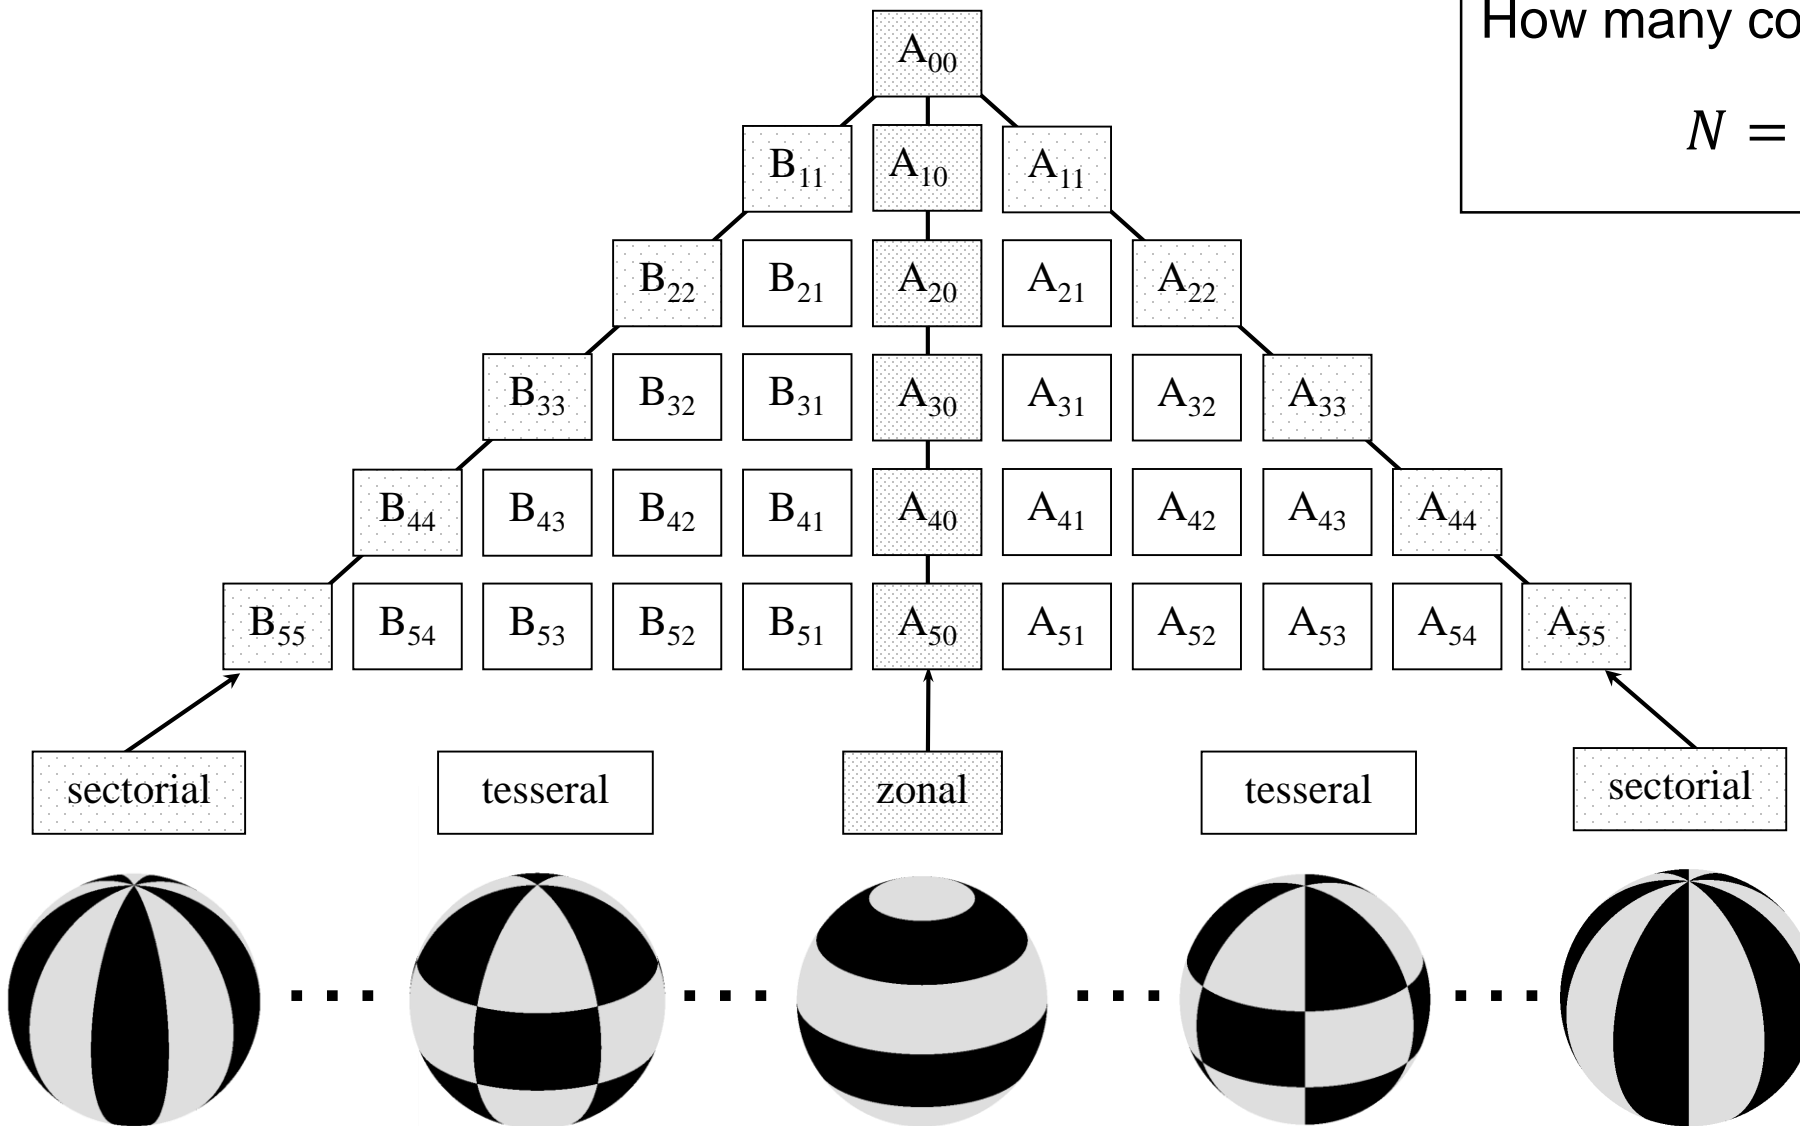 How many co
N =
A₀₀
B₁₁ A₁₀ A₁₁
B₂₂ B₂₁ A₂₀ A₂₁ A₂₂
B₃₃ B₃₂ B₃₁ A₃₀ A₃₁ A₃₂ A₃₃
B₄₄ B₄₃ B₄₂ B₄₁ A₄₀ A₄₁ A₄₂ A₄₃ A₄₄
B₅₅ B₅₄ B₅₃ B₅₂ B₅₁ A₅₀ A₅₁ A₅₂ A₅₃ A₅₄ A₅₅
sectorial tesseral zonal tesseral sectorial